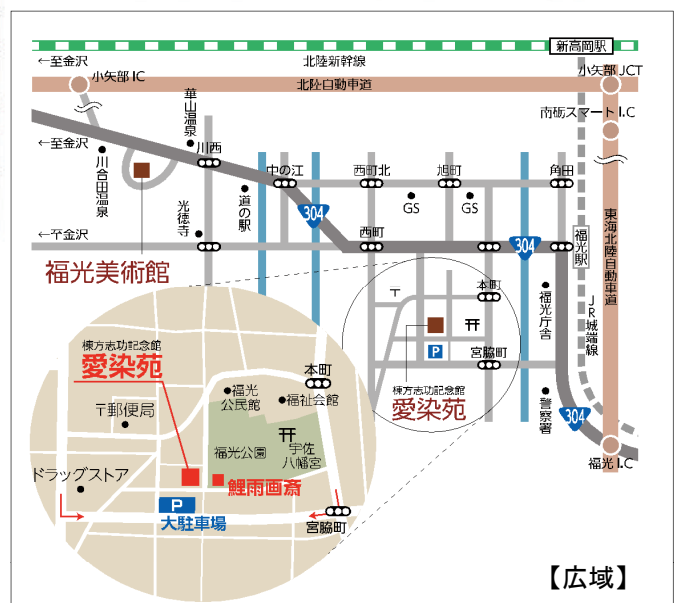 新高岡駅
←至金沢
北陸新幹線
小矢部IC
北陸自動車道
小矢部JCT
南砺スマートI.C
華山温泉
←至金沢
川西
川合田温泉
中の江
西町北
旭町
角田
道の駅
GS
GS
304
光徳寺
←至金沢
西町
304
福光駅
東海北陸自動車道
福光美術館
〒
本町
福光庁舎
JR城端線
P
宮脇町
棟方志功記念館
愛染苑
警察署
304
福光I.C
棟方志功記念館
愛染苑
本町
福光公民館
福祉会館
〒郵便局
福光公園
宇佐八幡宮
ドラッグストア
鯉雨画斎
P
大駐車場
宮脇町
【広域】